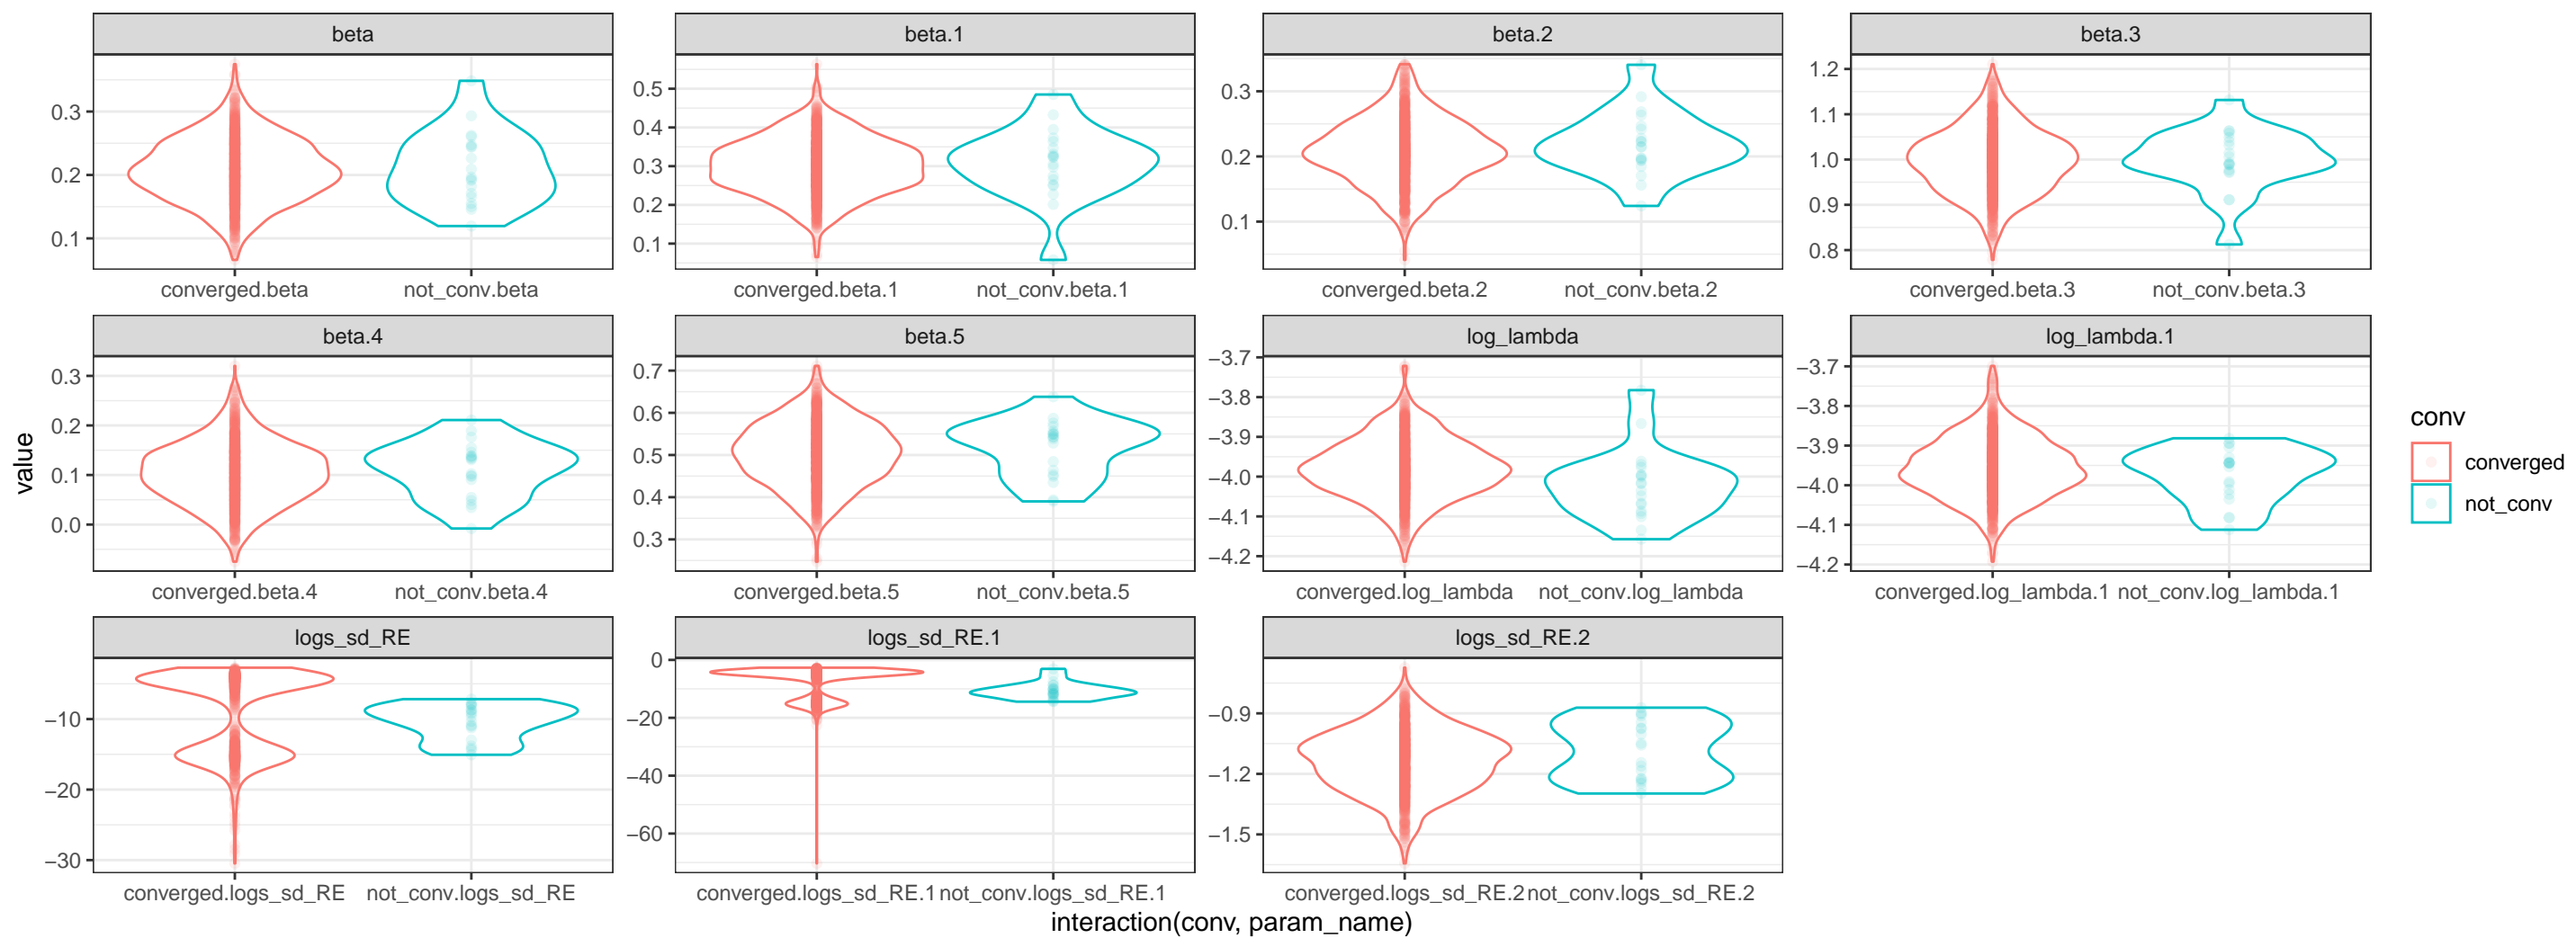 beta
beta.1
beta.2
beta.3
0.3
0.2
0.1
0.5
0.4
0.3
0.2
0.1
0.3
0.2
0.1
1.2
1.1
1.0
0.9
0.8
converged.beta
not_conv.beta
converged.beta.1
not_conv.beta.1
converged.beta.2
not_conv.beta.2
converged.beta.3
not_conv.beta.3
beta.4
beta.5
log_lambda
log_lambda.1
0.3
0.2
0.1
0.0
0.7
0.6
0.5
0.4
0.3
−3.7
−3.8
−3.9
−4.0
−4.1
−4.2
−3.7
−3.8
−3.9
−4.0
−4.1
−4.2
converged.beta.4
not_conv.beta.4
converged.beta.5
not_conv.beta.5
converged.log_lambda
not_conv.log_lambda
converged.log_lambda.1
not_conv.log_lambda.1
logs_sd_RE
logs_sd_RE.1
logs_sd_RE.2
−10
−20
−30
0
−20
−40
−60
−0.9
−1.2
−1.5
converged.logs_sd_RE
not_conv.logs_sd_RE
converged.logs_sd_RE.1
not_conv.logs_sd_RE.1
converged.logs_sd_RE.2
not_conv.logs_sd_RE.2
value
interaction(conv, param_name)
conv
converged
not_conv